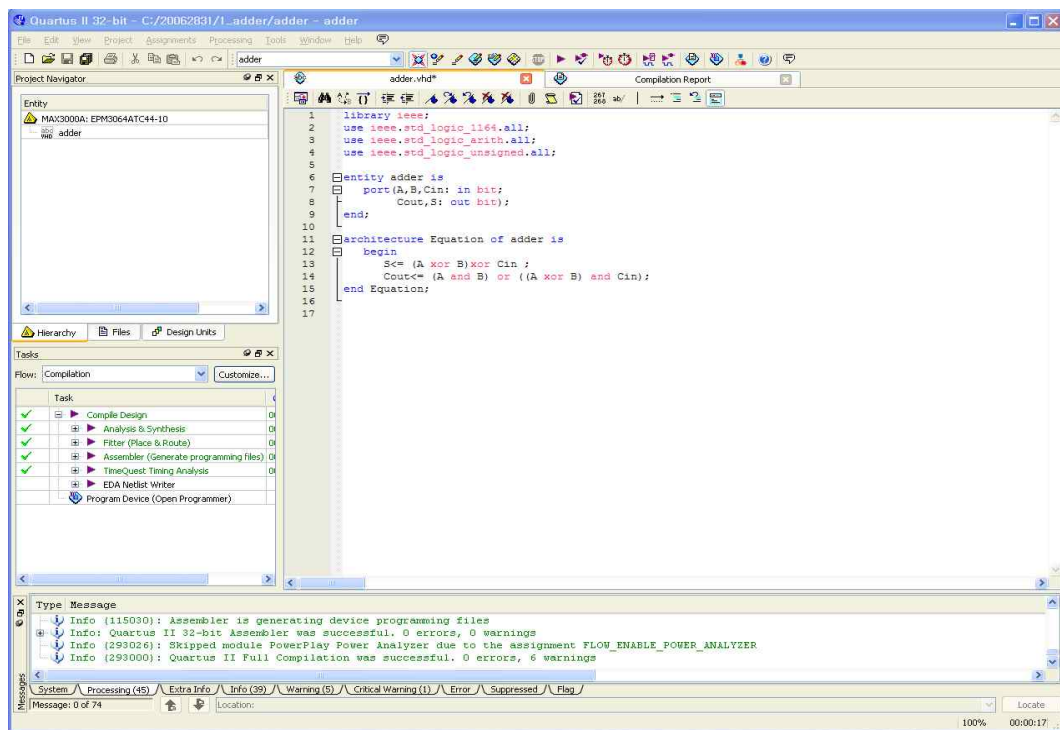 Quartus II 32-bit - C:/20062831/1_adder/adder - adder
File Edit View Project Assignments Processing Tools Window Help
adder
Project Navigator
adder.vhd*
Compilation Report
Entity
MAX3000A: EPM3064ATC44-10
adder
Hierarchy Files Design Units
Tasks
Flow: Compilation Customize...
Task
Compile Design
Analysis & Synthesis
Fitter (Place & Route)
Assembler (Generate programming files)
TimeQuest Timing Analysis
EDA Netlist Writer
Program Device (Open Programmer)
267
268
ab/
1 library ieee;
2 use ieee.std_logic_1164.all;
3 use ieee.std_logic_arith.all;
4 use ieee.std_logic_unsigned.all;
5
6 entity adder is
7 port(A,B,Cin: in bit;
8 Cout,S: out bit);
9 end;
10
11 architecture Equation of adder is
12 begin
13 S<= (A xor B)xor Cin ;
14 Cout<= (A and B) or ((A xor B) and Cin);
15 end Equation;
16
17
Type Message
Info (115030): Assembler is generating device programming files
Info: Quartus II 32-bit Assembler was successful. 0 errors, 0 warnings
Info (293026): Skipped module PowerPlay Power Analyzer due to the assignment FLOW_ENABLE_POWER_ANALYZER
Info (293000): Quartus II Full Compilation was successful. 0 errors, 6 warnings
System Processing (45) Extra Info Info (39) Warning (5) Critical Warning (1) Error Suppressed Flag
Messages
Message: 0 of 74 Location: Locate
100% 00:00:17